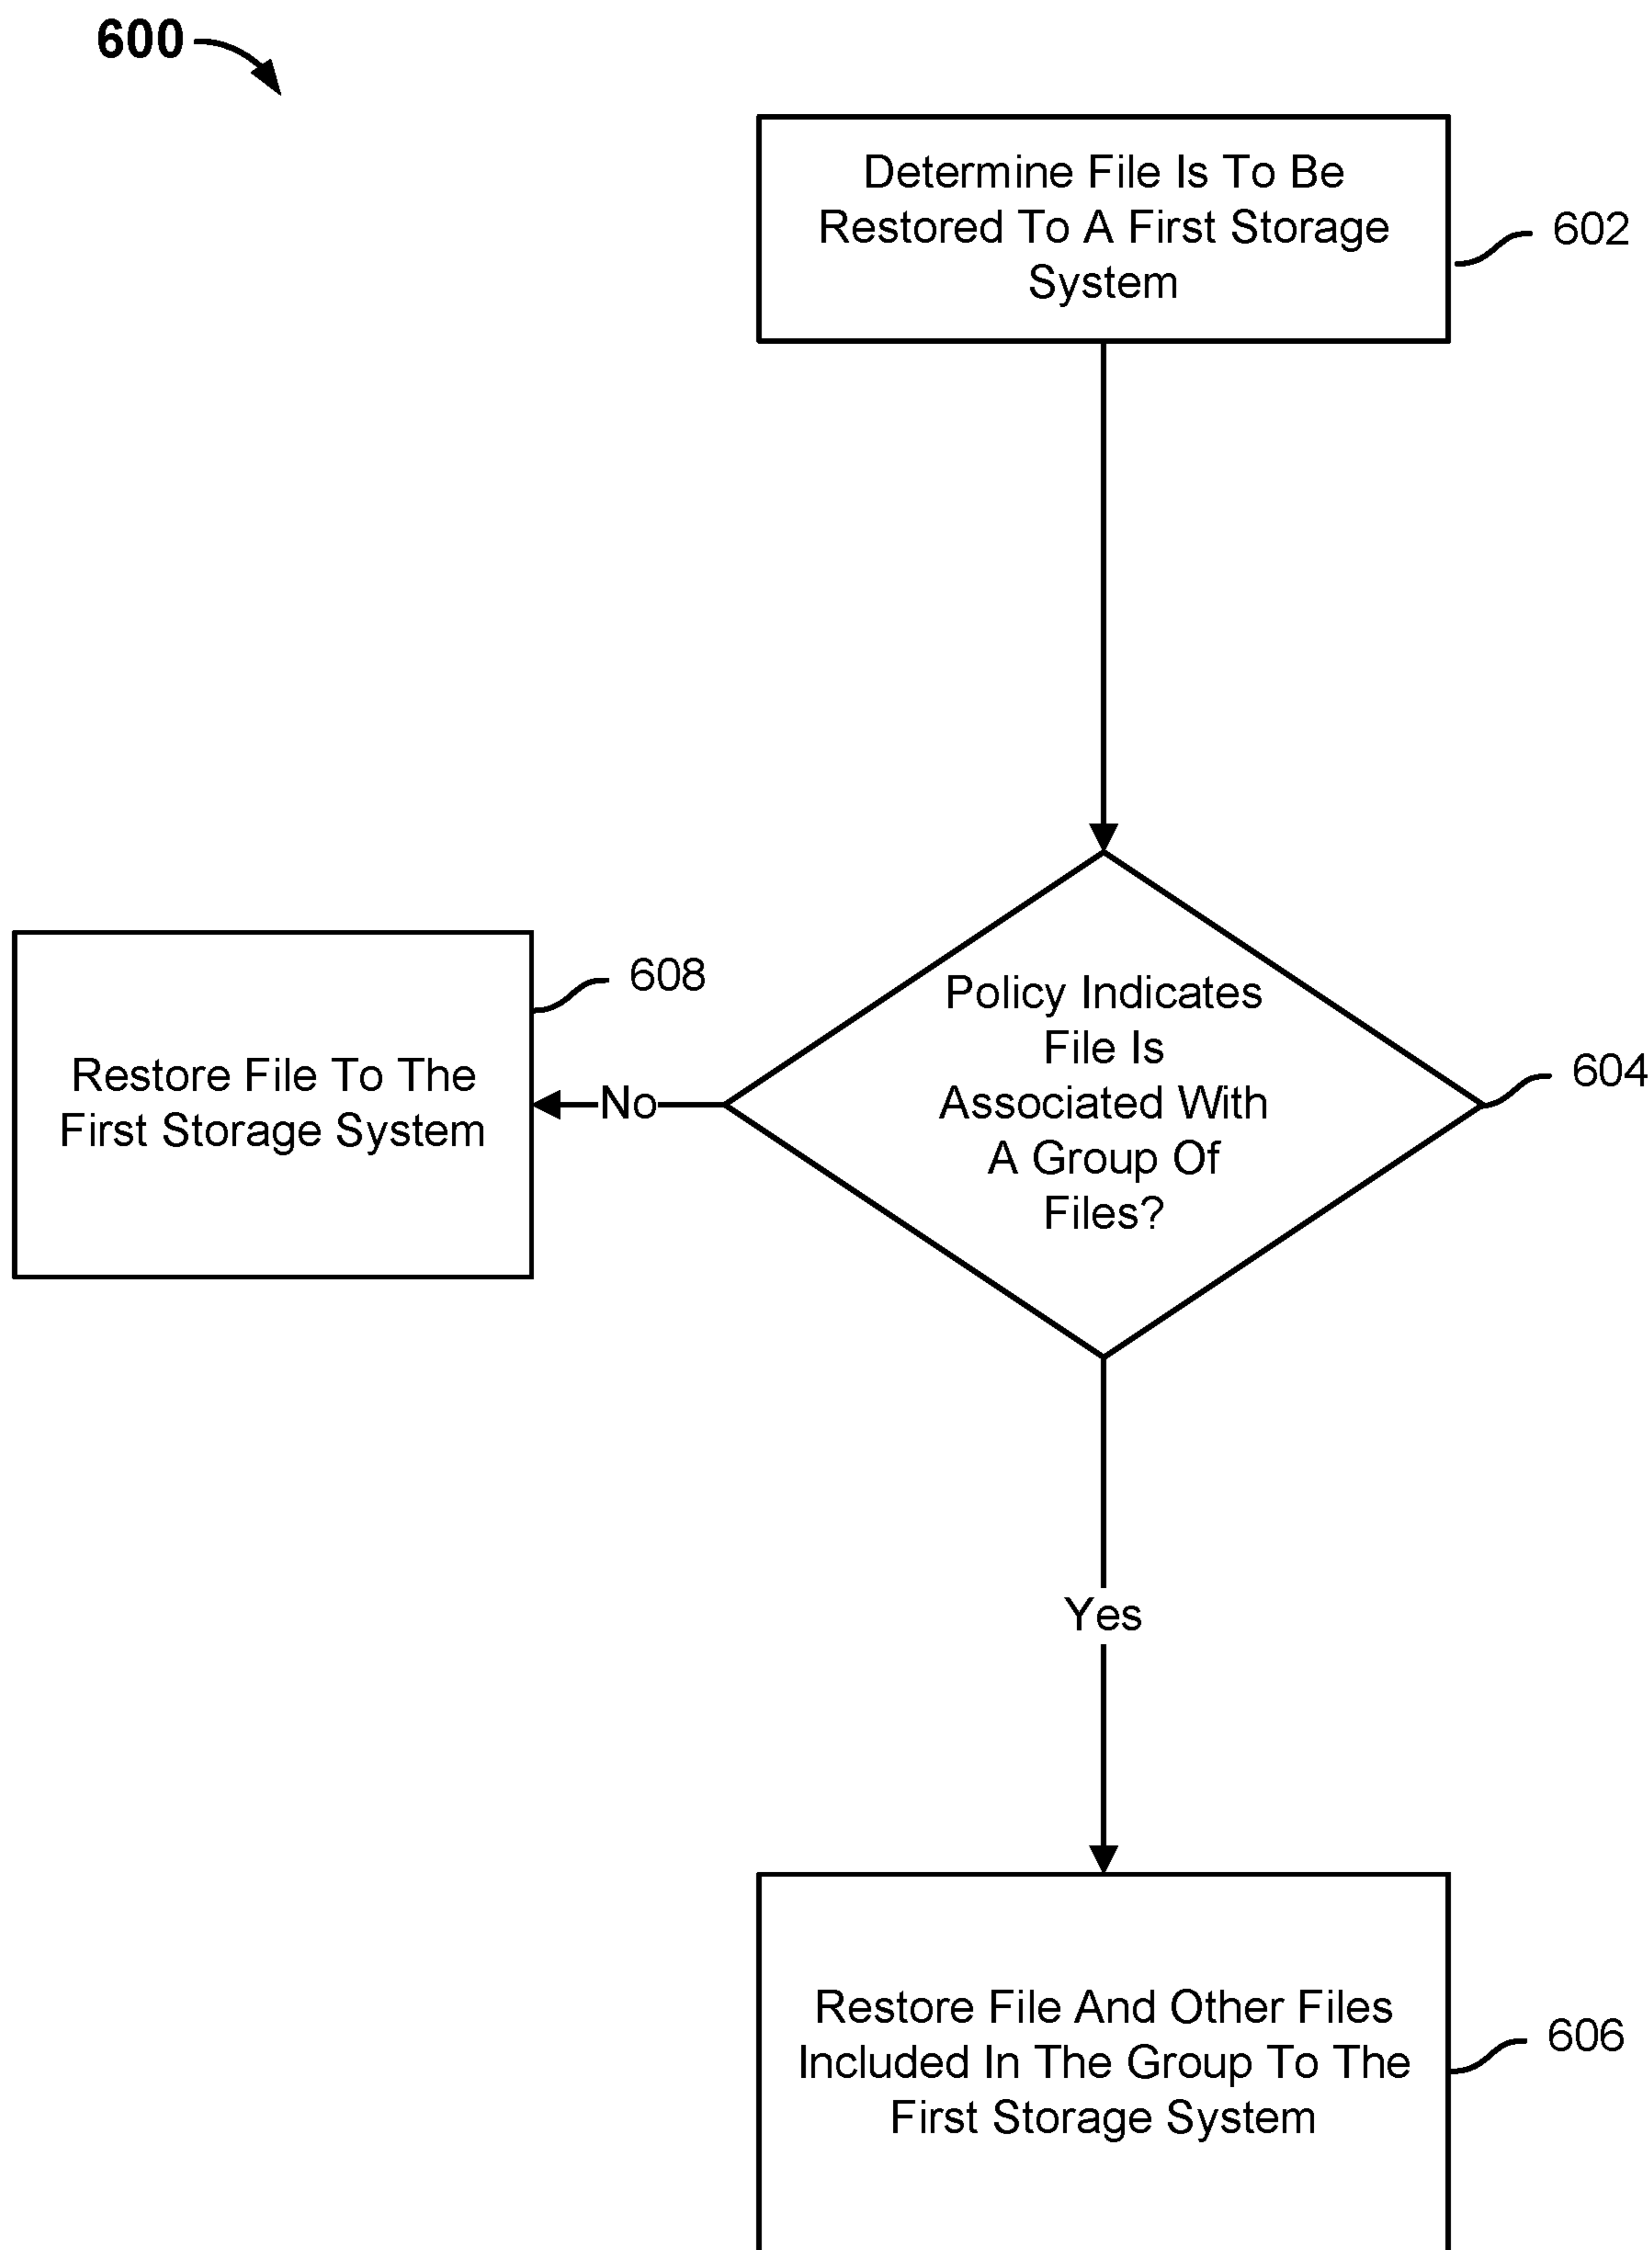 600
Determine File Is To Be
Restored To A First Storage
System
602
Policy Indicates
File Is
Associated With
A Group Of
Files?
604
No
608
Restore File To The
First Storage System
Yes
Restore File And Other Files
Included In The Group To The
First Storage System
606